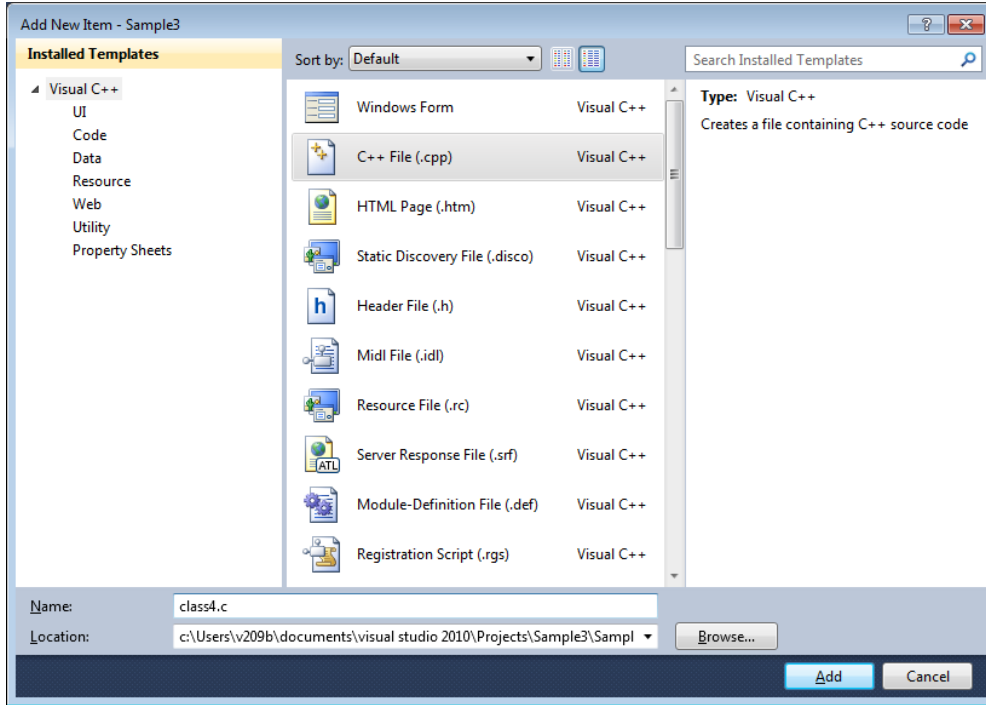 Add New Item - Sample3
Installed Templates
Visual C++
UI
Code
Data
Resource
Web
Utility
Property Sheets
Sort by: Default
Windows Form Visual C++
C++ File (.cpp) Visual C++
HTML Page (.htm) Visual C++
Static Discovery File (.disco) Visual C++
Header File (.h) Visual C++
Midl File (.idl) Visual C++
Resource File (.rc) Visual C++
Server Response File (.srf) Visual C++
Module-Definition File (.def) Visual C++
Registration Script (.rgs) Visual C++
Search Installed Templates
Type: Visual C++
Creates a file containing C++ source code
Name: class4.c
Location: c:\Users\v209b\documents\visual studio 2010\Projects\Sample3\Sampl
Browse...
Add Cancel